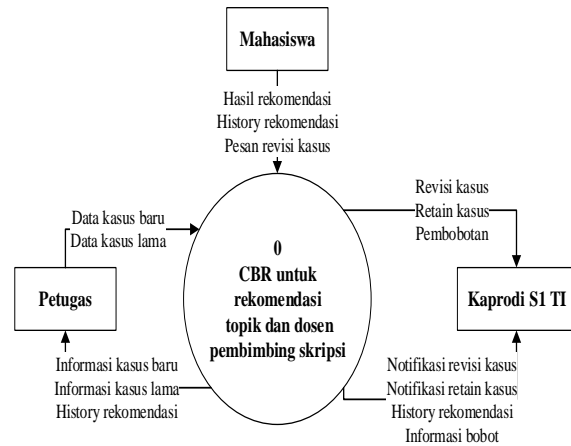 Mahasiswa
Hasil rekomendasi
History rekomendasi
Pesan revisi kasus
Data kasus baru
Data kasus lama
Petugas
Informasi kasus baru
Informasi kasus lama
History rekomendasi
0
CBR untuk
rekomendasi
topik dan dosen
pembimbing skripsi
Revisi kasus
Retain kasus
Pembobotan
Kaprodi S1 TI
Notifikasi revisi kasus
Notifikasi retain kasus
History rekomendasi
Informasi bobot